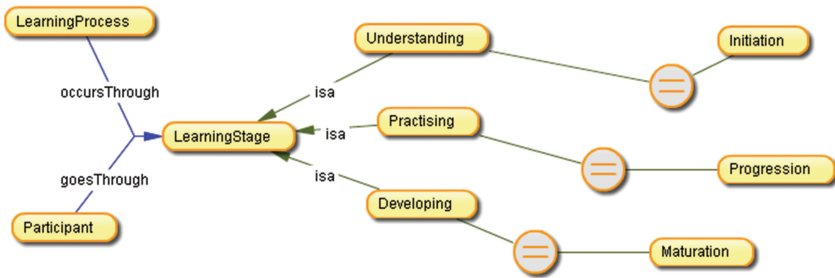 LearningProcess
Understanding
Initiation
occursThrough
isa
LearningStage
isa
Practising
Progression
goesThrough
isa
Developing
Participant
Maturation